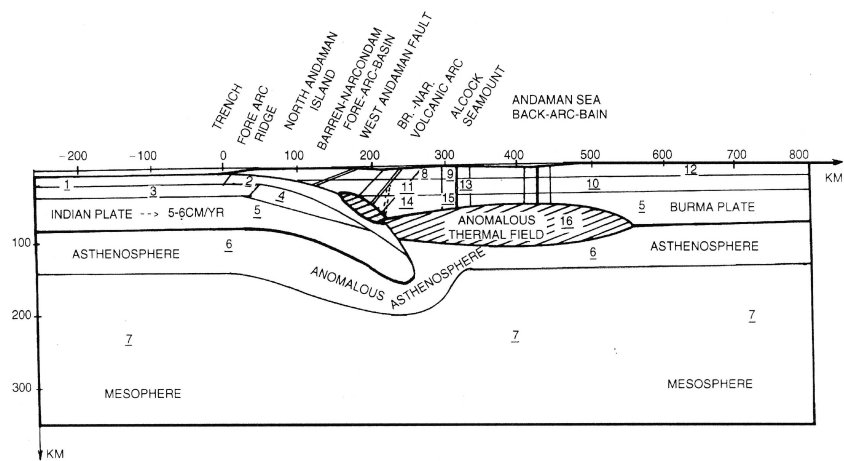 TRENCH
FORE ARC
RIDGE
NORTH ANDAMAN
ISLAND
BARREN-NARCONDAM
FORE-ARC-BASIN
WEST ANDAMAN FAULT
BR. -NAR.
VOLCANIC ARC
ALCOCK
SEAMOUNT
ANDAMAN SEA
BACK-ARC-BAIN
-200 -100 0 100 200 300 400 500 600 700 800
KM
1 2 3 4 8 9 10 11 12 13 14 15
INDIAN PLATE --> 5-6CM/YR 5
ANOMALOUS
THERMAL FIELD 16
5 BURMA PLATE
100
ASTHENOSPHERE 6
ANOMALOUS ASTHENOSPHERE
6 ASTHENOSPHERE
200
7 7 7
300
MESOPHERE
MESOSPHERE
KM